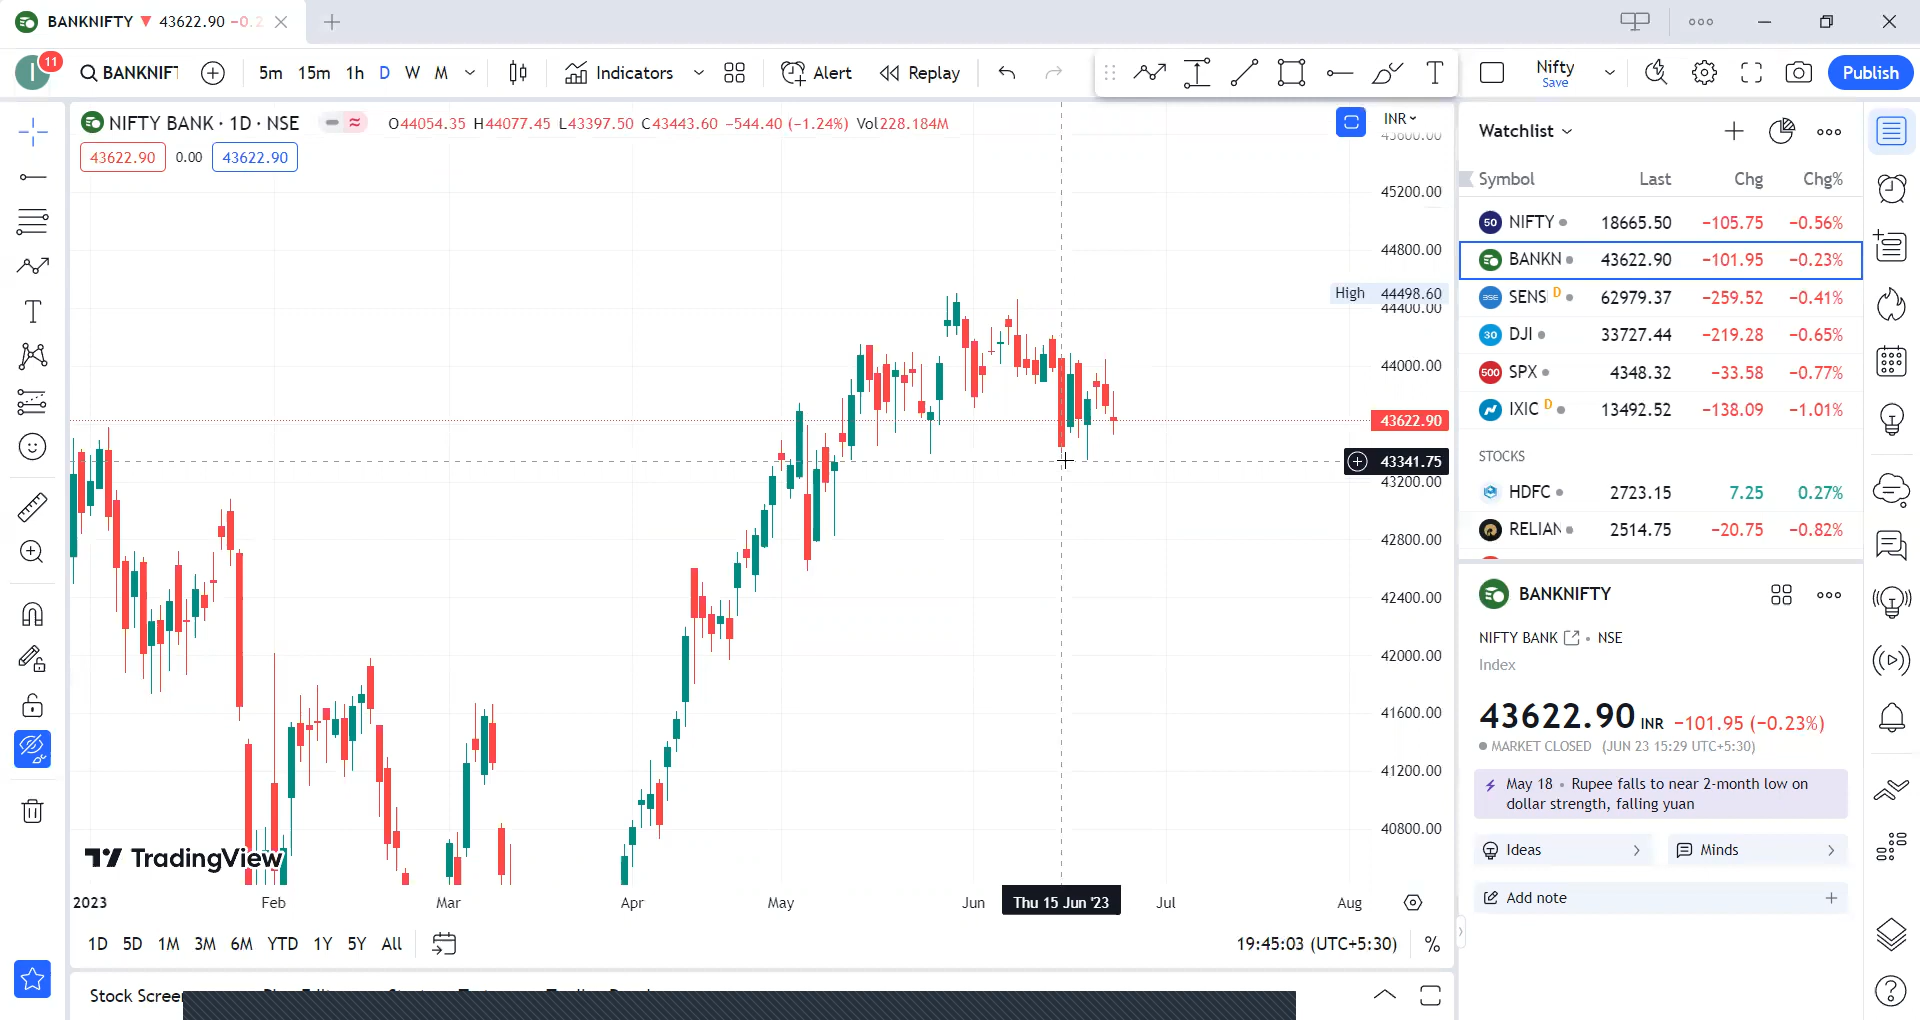 BANKNIFTY ▼ 43622.90 −0.2
I 11 BANKNIF 5m 15m 1h D W M Indicators Alert Replay T Nifty Save Publish
NIFTY BANK · 1D · NSE O44054.35 H44077.45 L43397.50 C43443.60 −544.40 (−1.24%) Vol228.184M
43622.90 0.00 43622.90
INR
45200.00
44800.00
High 44498.60
44400.00
44000.00
43622.90
43341.75
43200.00
42800.00
42400.00
42000.00
41600.00
41200.00
40800.00
TradingView
2023 Feb Mar Apr May Jun Thu 15 Jun '23 Jul Aug
1D 5D 1M 3M 6M YTD 1Y 5Y All 19:45:03 (UTC+5:30) %
Stock Screen
Watchlist
Symbol Last Chg Chg%
50 NIFTY 18665.50 −105.75 −0.56%
BANKN 43622.90 −101.95 −0.23%
BSE SENS D 62979.37 −259.52 −0.41%
30 DJI 33727.44 −219.28 −0.65%
500 SPX 4348.32 −33.58 −0.77%
IXIC D 13492.52 −138.09 −1.01%
STOCKS
HDFC 2723.15 7.25 0.27%
RELIAN 2514.75 −20.75 −0.82%
BANKNIFTY
NIFTY BANK • NSE
Index
43622.90 INR −101.95 (−0.23%)
MARKET CLOSED (JUN 23 15:29 UTC+5:30)
May 18 • Rupee falls to near 2-month low on
dollar strength, falling yuan
Ideas Minds
Add note